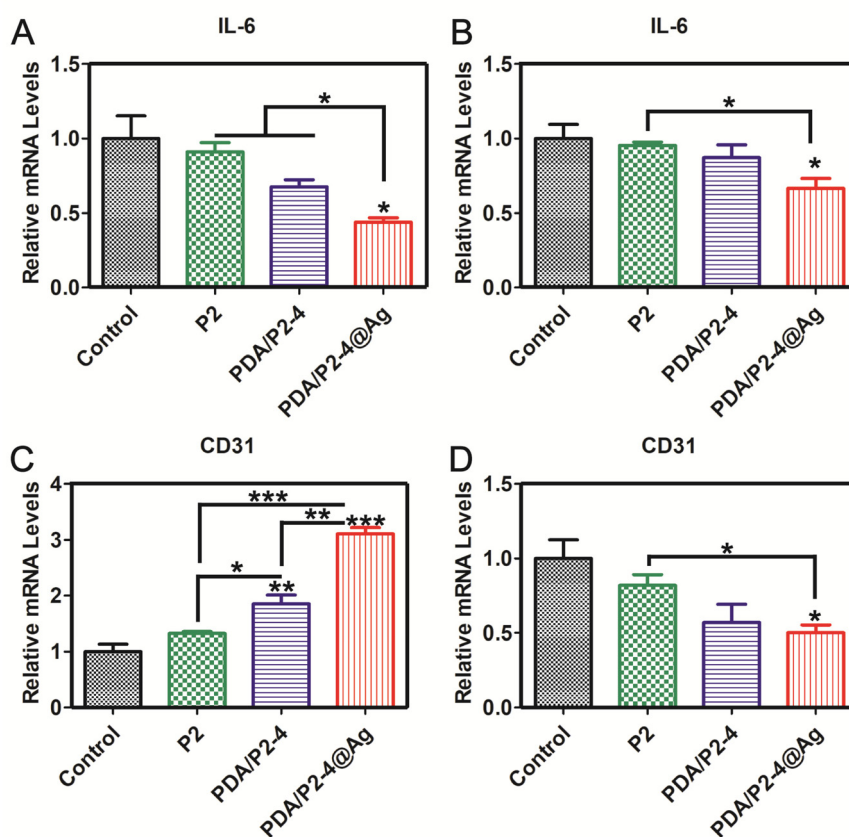 A
IL-6
Relative mRNA Levels
1.5
1.0
0.5
0.0
*
*
Control
P2
PDA/P2-4
PDA/P2-4@Ag
B
IL-6
Relative mRNA Levels
1.5
1.0
0.5
0.0
*
*
Control
P2
PDA/P2-4
PDA/P2-4@Ag
C
CD31
Relative mRNA Levels
4
3
2
1
0
***
** ***
*
**
Control
P2
PDA/P2-4
PDA/P2-4@Ag
D
CD31
Relative mRNA Levels
1.5
1.0
0.5
0.0
*
*
Control
P2
PDA/P2-4
PDA/P2-4@Ag